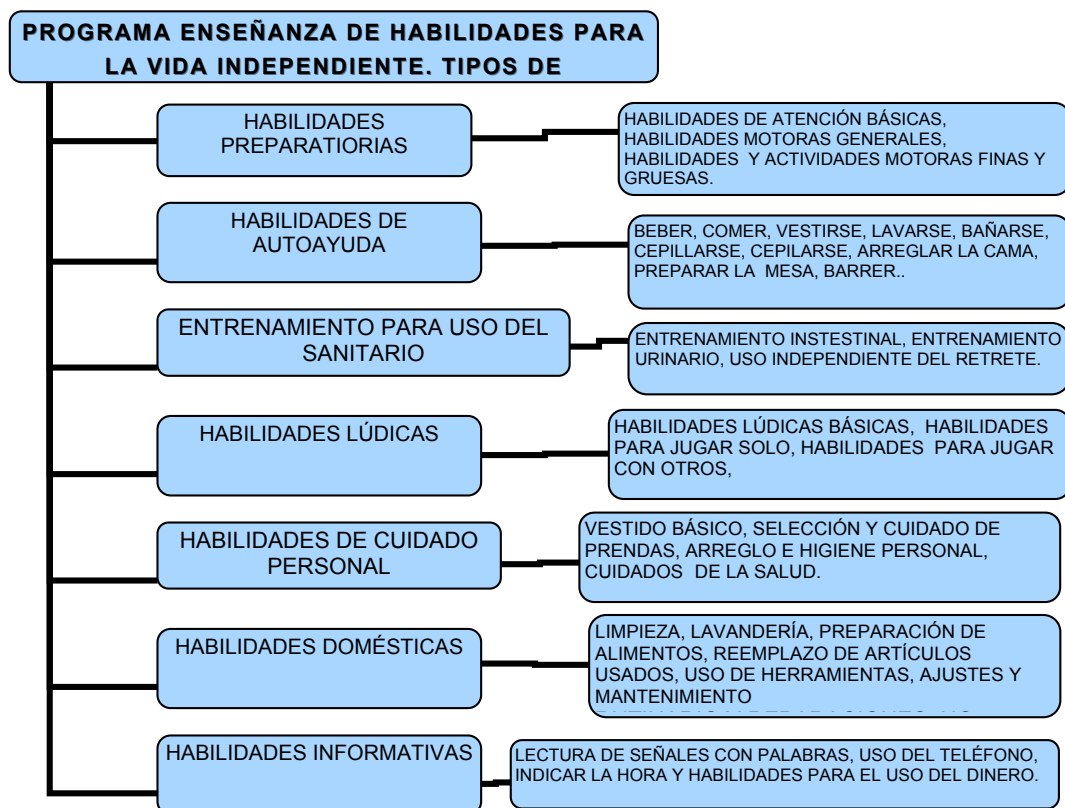 PROGRAMA ENSEÑANZA DE HABILIDADES PARA
LA VIDA INDEPENDIENTE. TIPOS DE
HABILIDADES
PREPARATIORIAS
HABILIDADES DE ATENCIÓN BÁSICAS,
HABILIDADES MOTORAS GENERALES,
HABILIDADES Y ACTIVIDADES MOTORAS FINAS Y
GRUESAS.
HABILIDADES DE
AUTOAYUDA
BEBER, COMER, VESTIRSE, LAVARSE, BAÑARSE,
CEPILLARSE, CEPILARSE, ARREGLAR LA CAMA,
PREPARAR LA MESA, BARRER..
ENTRENAMIENTO PARA USO DEL
SANITARIO
ENTRENAMIENTO INSTESTINAL, ENTRENAMIENTO
URINARIO, USO INDEPENDIENTE DEL RETRETE.
HABILIDADES LÚDICAS
HABILIDADES LÚDICAS BÁSICAS, HABILIDADES
PARA JUGAR SOLO, HABILIDADES PARA JUGAR
CON OTROS,
HABILIDADES DE CUIDADO
PERSONAL
VESTIDO BÁSICO, SELECCIÓN Y CUIDADO DE
PRENDAS, ARREGLO E HIGIENE PERSONAL,
CUIDADOS DE LA SALUD.
HABILIDADES DOMÉSTICAS
LIMPIEZA, LAVANDERÍA, PREPARACIÓN DE
ALIMENTOS, REEMPLAZO DE ARTÍCULOS
USADOS, USO DE HERRAMIENTAS, AJUSTES Y
MANTENIMIENTO
HABILIDADES INFORMATIVAS
LECTURA DE SEÑALES CON PALABRAS, USO DEL TELÉFONO,
INDICAR LA HORA Y HABILIDADES PARA EL USO DEL DINERO.